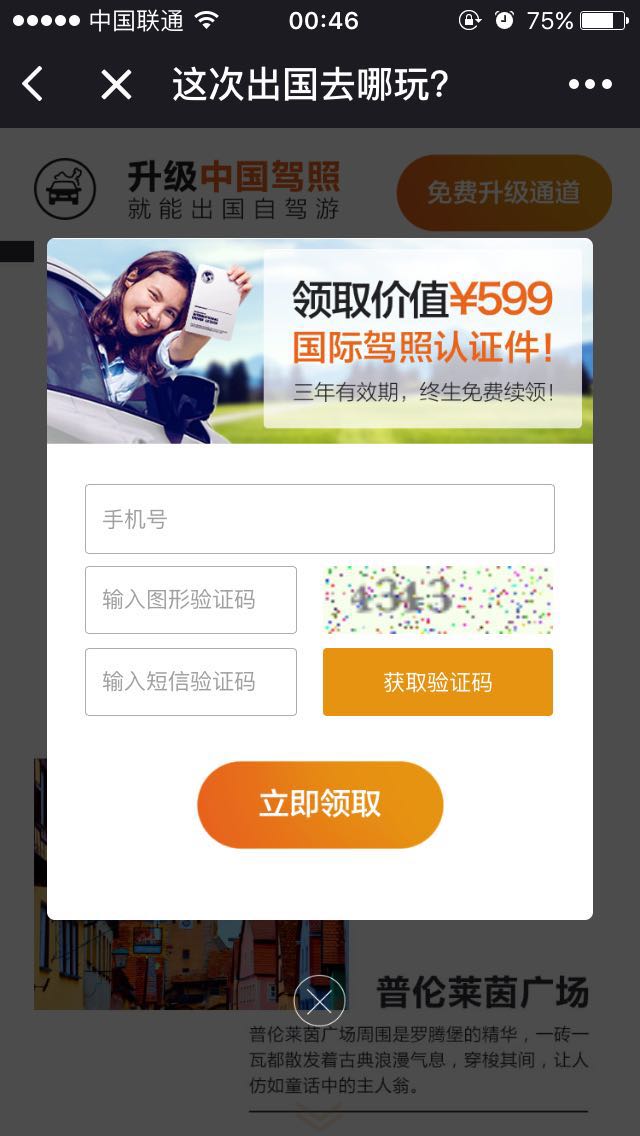 中国联通 00:46 75%
这次出国去哪玩?
升级中国驾照
就能出国自驾游
免费升级通道
领取价值¥599
国际驾照认证件!
三年有效期，终生免费续领!
手机号
输入图形验证码
4343
输入短信验证码
获取验证码
立即领取
普伦莱茵广场
普伦莱茵广场周围是罗腾堡的精华，一砖一
瓦都散发着古典浪漫气息，穿梭其间，让人
仿如童话中的主人翁。